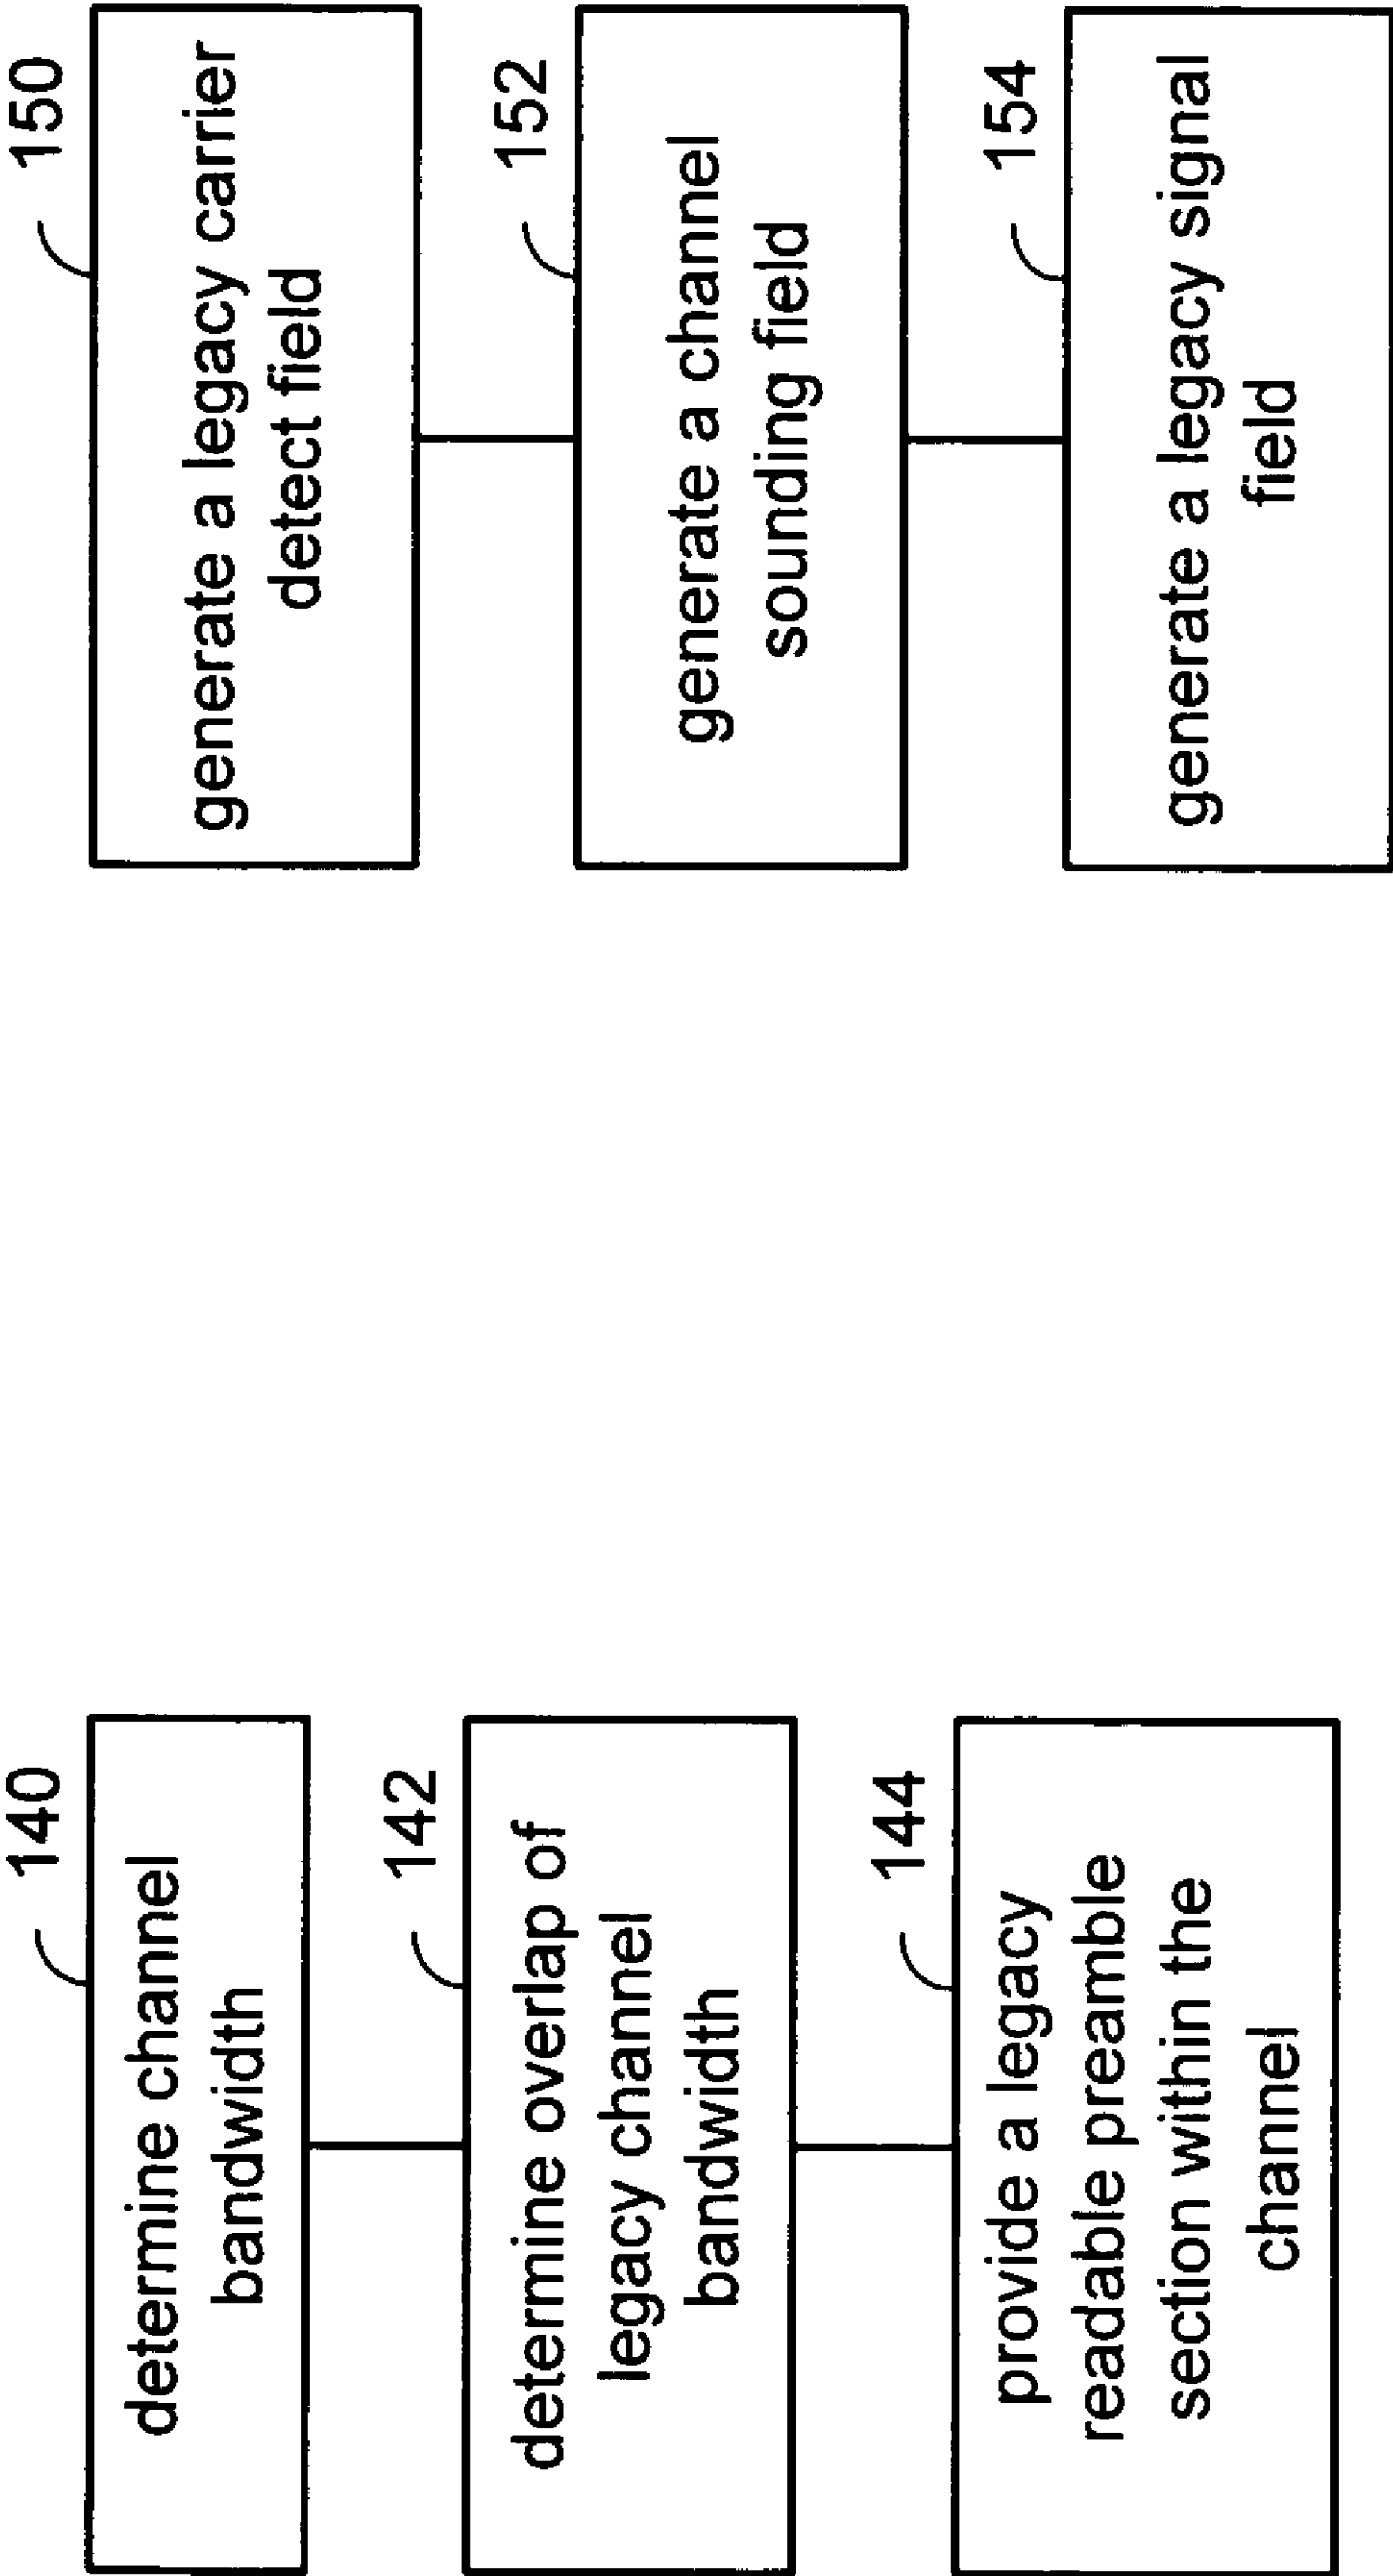 140
determine channel
bandwidth
142
determine overlap of
legacy channel
bandwidth
144
provide a legacy
readable preamble
section within the
channel
150
generate a legacy carrier
detect field
152
generate a channel
sounding field
154
generate a legacy signal
field